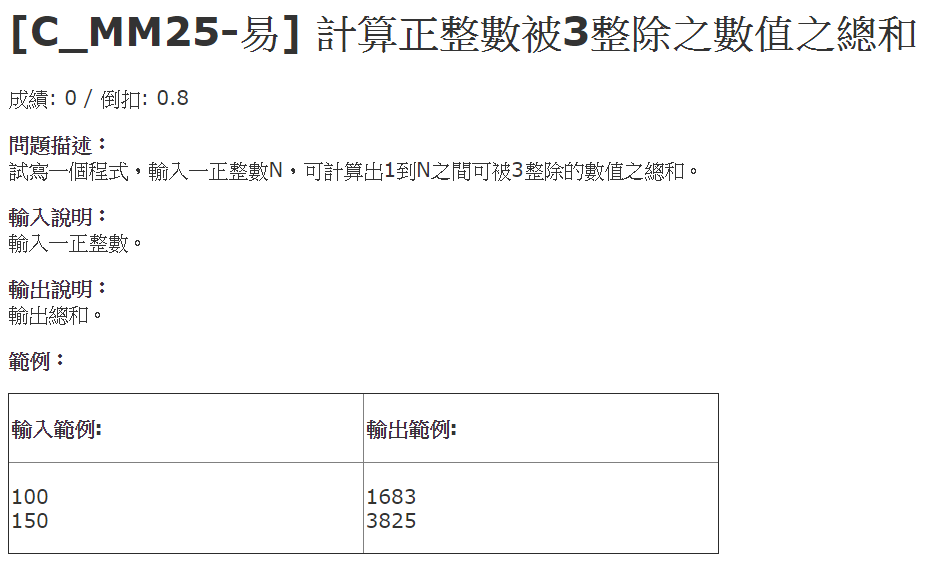 [C_MM25-易] 計算正整數被3整除之數值之總和
成績: 0 / 倒扣: 0.8
問題描述：
試寫一個程式，輸入一正整數N，可計算出1到N之間可被3整除的數值之總和。
輸入說明：
輸入一正整數。
輸出說明：
輸出總和。
範例：
輸入範例: 輸出範例:
100 1683
150 3825